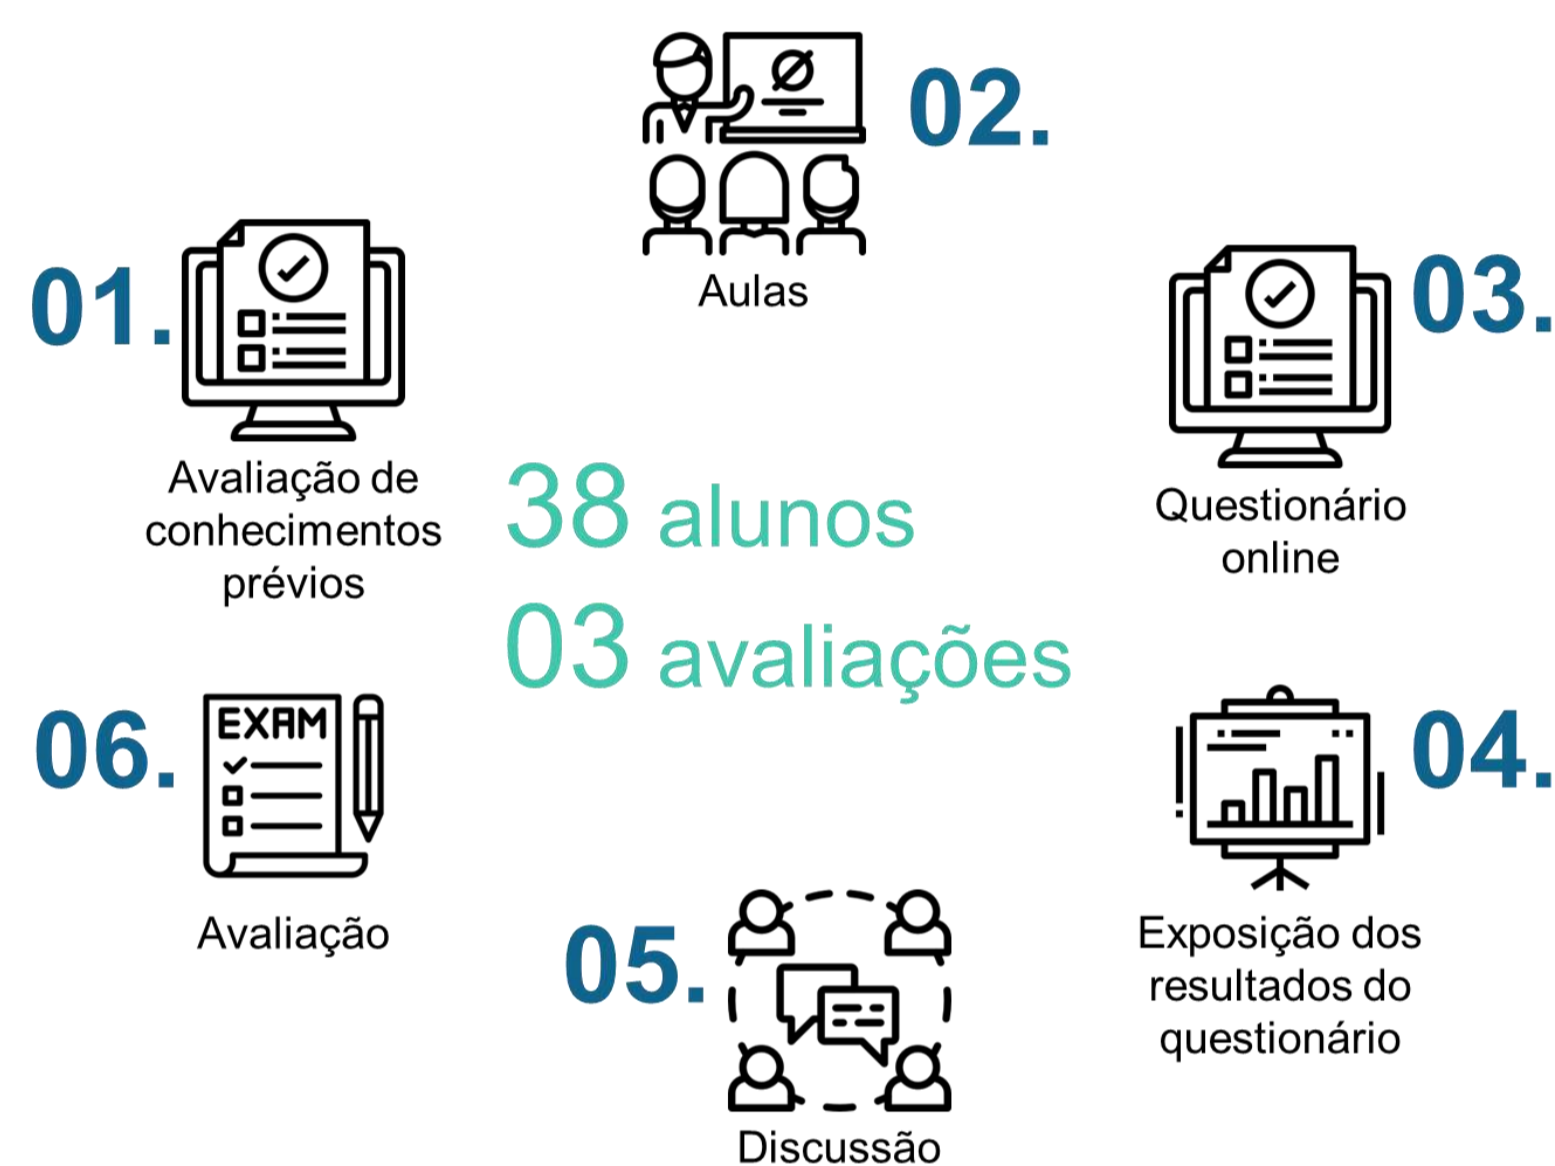 01.
Avaliação de
conhecimentos
prévios
02.
Aulas
03.
Questionário
online
38 alunos
03 avaliações
04.
Exposição dos
resultados do
questionário
05.
Discussão
06.
EXAM
Avaliação